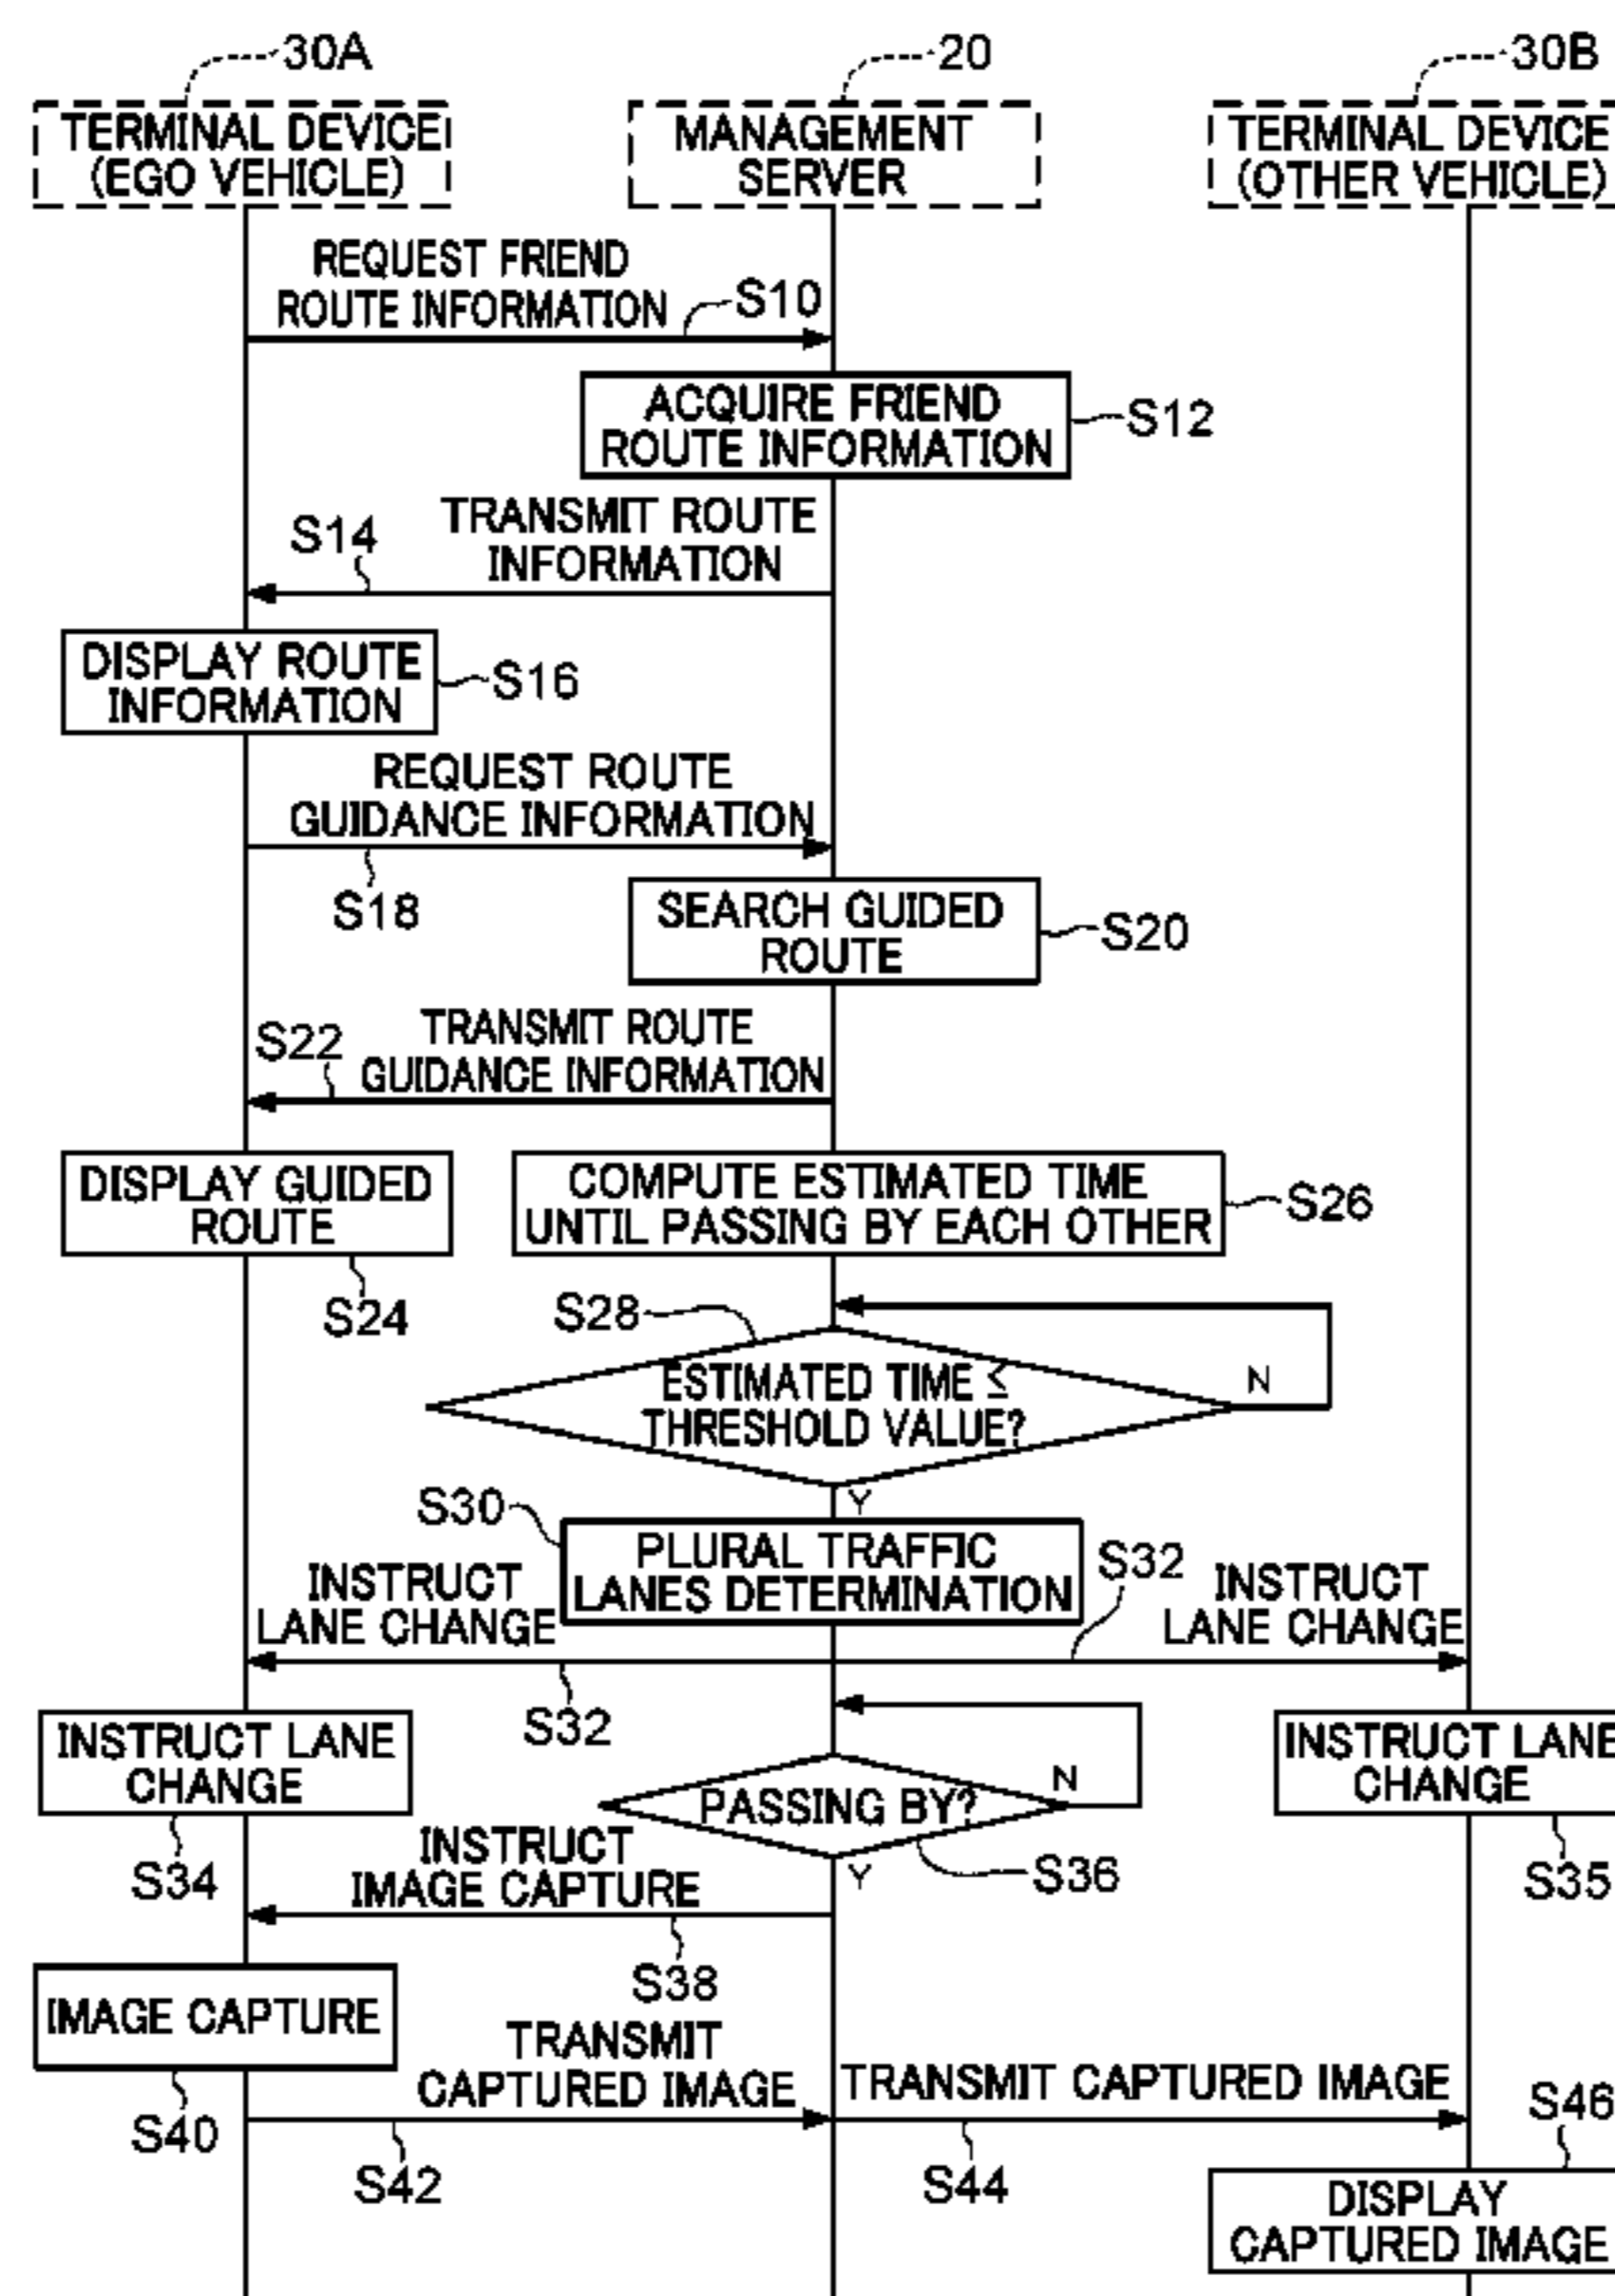 30A
20
30B
TERMINAL DEVICE
(EGO VEHICLE)
MANAGEMENT
SERVER
TERMINAL DEVICE
(OTHER VEHICLE)
REQUEST FRIEND
ROUTE INFORMATION
S10
ACQUIRE FRIEND
ROUTE INFORMATION
S12
S14
TRANSMIT ROUTE
INFORMATION
DISPLAY ROUTE
INFORMATION
S16
REQUEST ROUTE
GUIDANCE INFORMATION
S18
SEARCH GUIDED
ROUTE
S20
S22
TRANSMIT ROUTE
GUIDANCE INFORMATION
DISPLAY GUIDED
ROUTE
S24
COMPUTE ESTIMATED TIME
UNTIL PASSING BY EACH OTHER
S26
S28
ESTIMATED TIME ≤
THRESHOLD VALUE?
N
Y
S30
PLURAL TRAFFIC
LANES DETERMINATION
INSTRUCT
LANE CHANGE
S32
S32
INSTRUCT
LANE CHANGE
INSTRUCT LANE
CHANGE
S34
PASSING BY?
N
Y
S36
INSTRUCT LANE
CHANGE
S35
INSTRUCT
IMAGE CAPTURE
S38
IMAGE CAPTURE
S40
TRANSMIT
CAPTURED IMAGE
S42
TRANSMIT CAPTURED IMAGE
S44
S46
DISPLAY
CAPTURED IMAGE